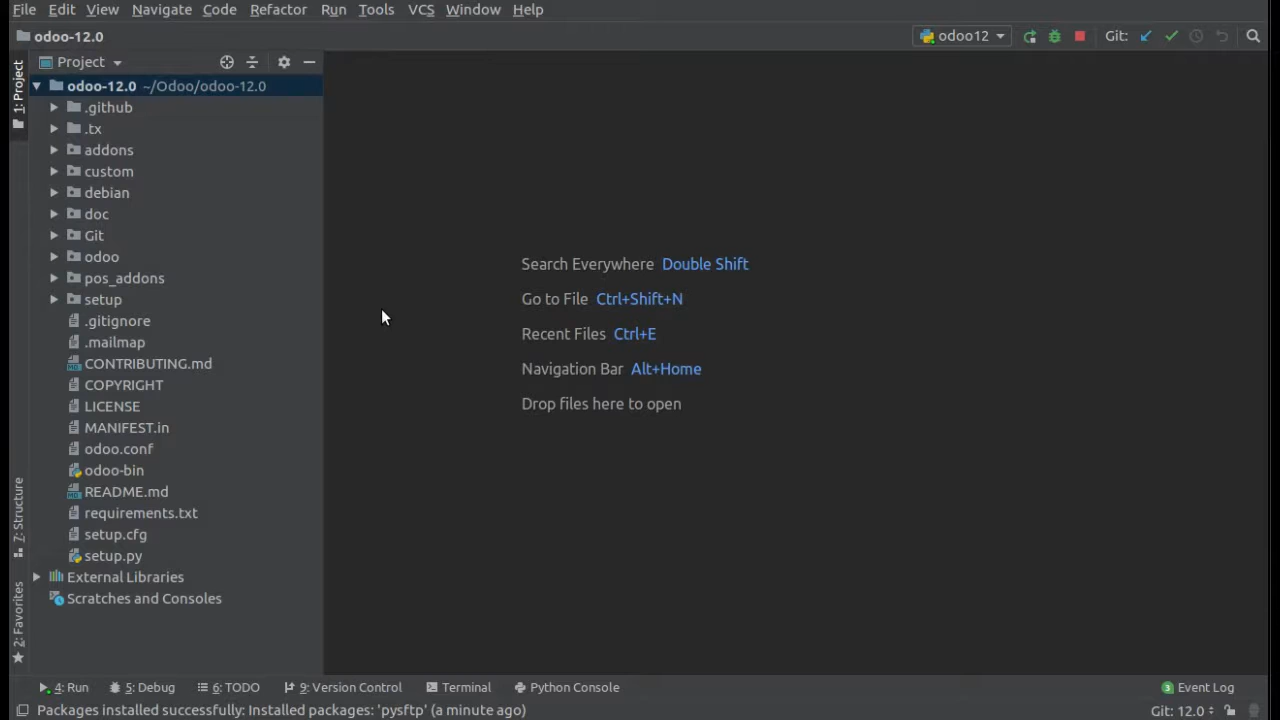 File Edit View Navigate Code Refactor Run Tools VCS Window Help
odoo-12.0
odoo12
Git:
1: Project
Project
odoo-12.0 ~/Odoo/odoo-12.0
.github
.tx
addons
custom
debian
doc
Git
odoo
pos_addons
setup
.gitignore
.mailmap
CONTRIBUTING.md
COPYRIGHT
LICENSE
MANIFEST.in
odoo.conf
odoo-bin
README.md
requirements.txt
setup.cfg
setup.py
External Libraries
Scratches and Consoles
7: Structure
2: Favorites
Search Everywhere Double Shift
Go to File Ctrl+Shift+N
Recent Files Ctrl+E
Navigation Bar Alt+Home
Drop files here to open
4: Run 5: Debug 6: TODO 9: Version Control Terminal Python Console 3 Event Log
Packages installed successfully: Installed packages: 'pysftp' (a minute ago) Git: 12.0